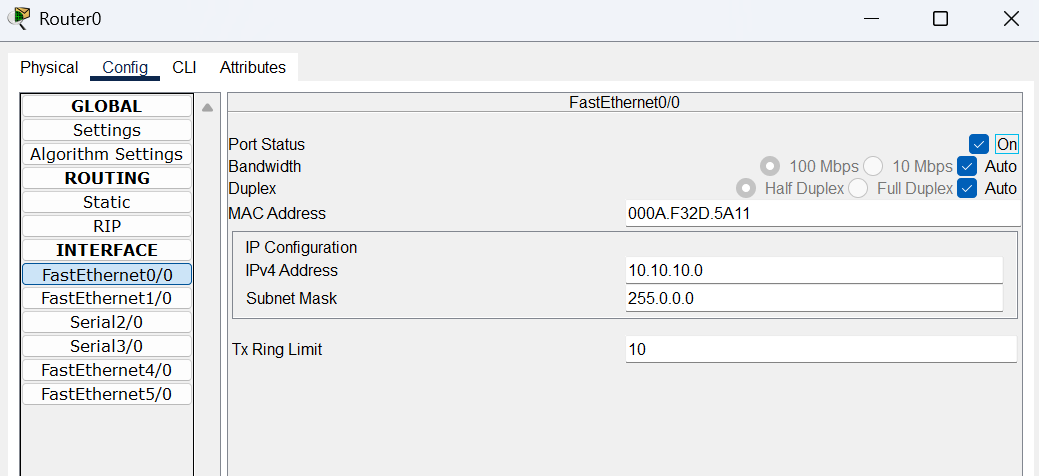 Router0
Physical Config CLI Attributes
GLOBAL
Settings
Algorithm Settings
ROUTING
Static
RIP
INTERFACE
FastEthernet0/0
FastEthernet1/0
Serial2/0
Serial3/0
FastEthernet4/0
FastEthernet5/0
FastEthernet0/0
Port Status On
Bandwidth 100 Mbps 10 Mbps Auto
Duplex Half Duplex Full Duplex Auto
MAC Address 000A.F32D.5A11
IP Configuration
IPv4 Address 10.10.10.0
Subnet Mask 255.0.0.0
Tx Ring Limit 10